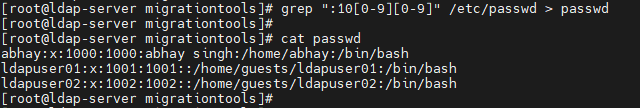 [root@ldap-server migrationtools]# grep ":10[0-9][0-9]" /etc/passwd > passwd
[root@ldap-server migrationtools]#
[root@ldap-server migrationtools]# cat passwd
abhay:x:1000:1000:abhay singh:/home/abhay:/bin/bash
ldapuser01:x:1001:1001::/home/guests/ldapuser01:/bin/bash
ldapuser02:x:1002:1002::/home/guests/ldapuser02:/bin/bash
[root@ldap-server migrationtools]#